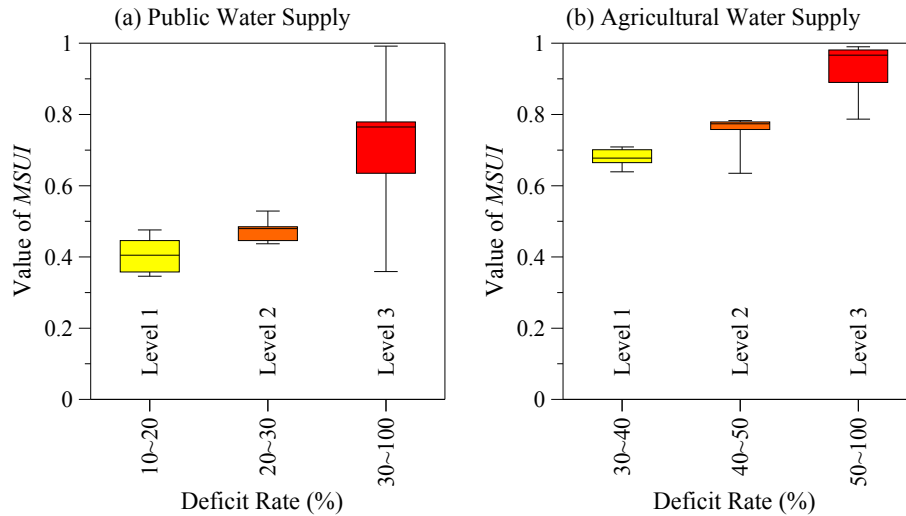 (a) Public Water Supply
Value of MSUI
1
0.8
0.6
0.4
0.2
0
Level 1
Level 2
Level 3
10~20
20~30
30~100
Deficit Rate (%)
(b) Agricultural Water Supply
Value of MSUI
1
0.8
0.6
0.4
0.2
0
Level 1
Level 2
Level 3
30~40
40~50
50~100
Deficit Rate (%)